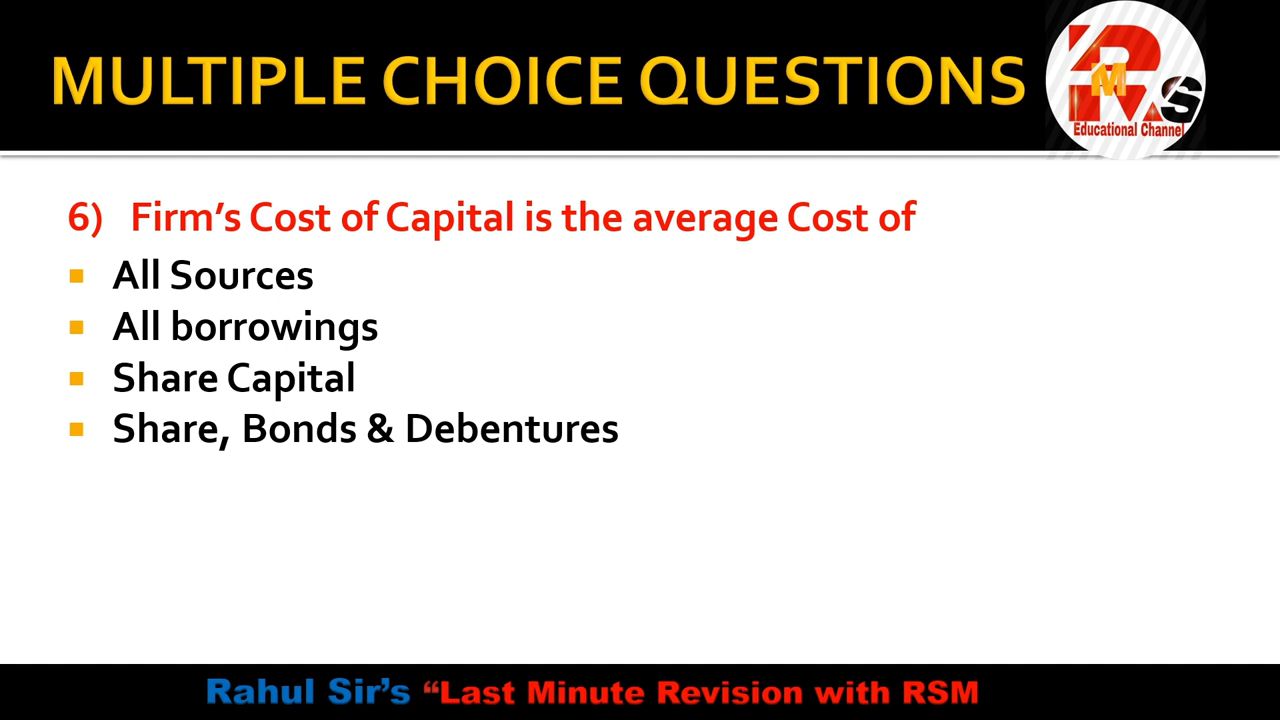 MULTIPLE CHOICE QUESTIONS
RMS
Educational Channel
6) Firm’s Cost of Capital is the average Cost of
All Sources
All borrowings
Share Capital
Share, Bonds & Debentures
Rahul Sir’s “Last Minute Revision with RSM